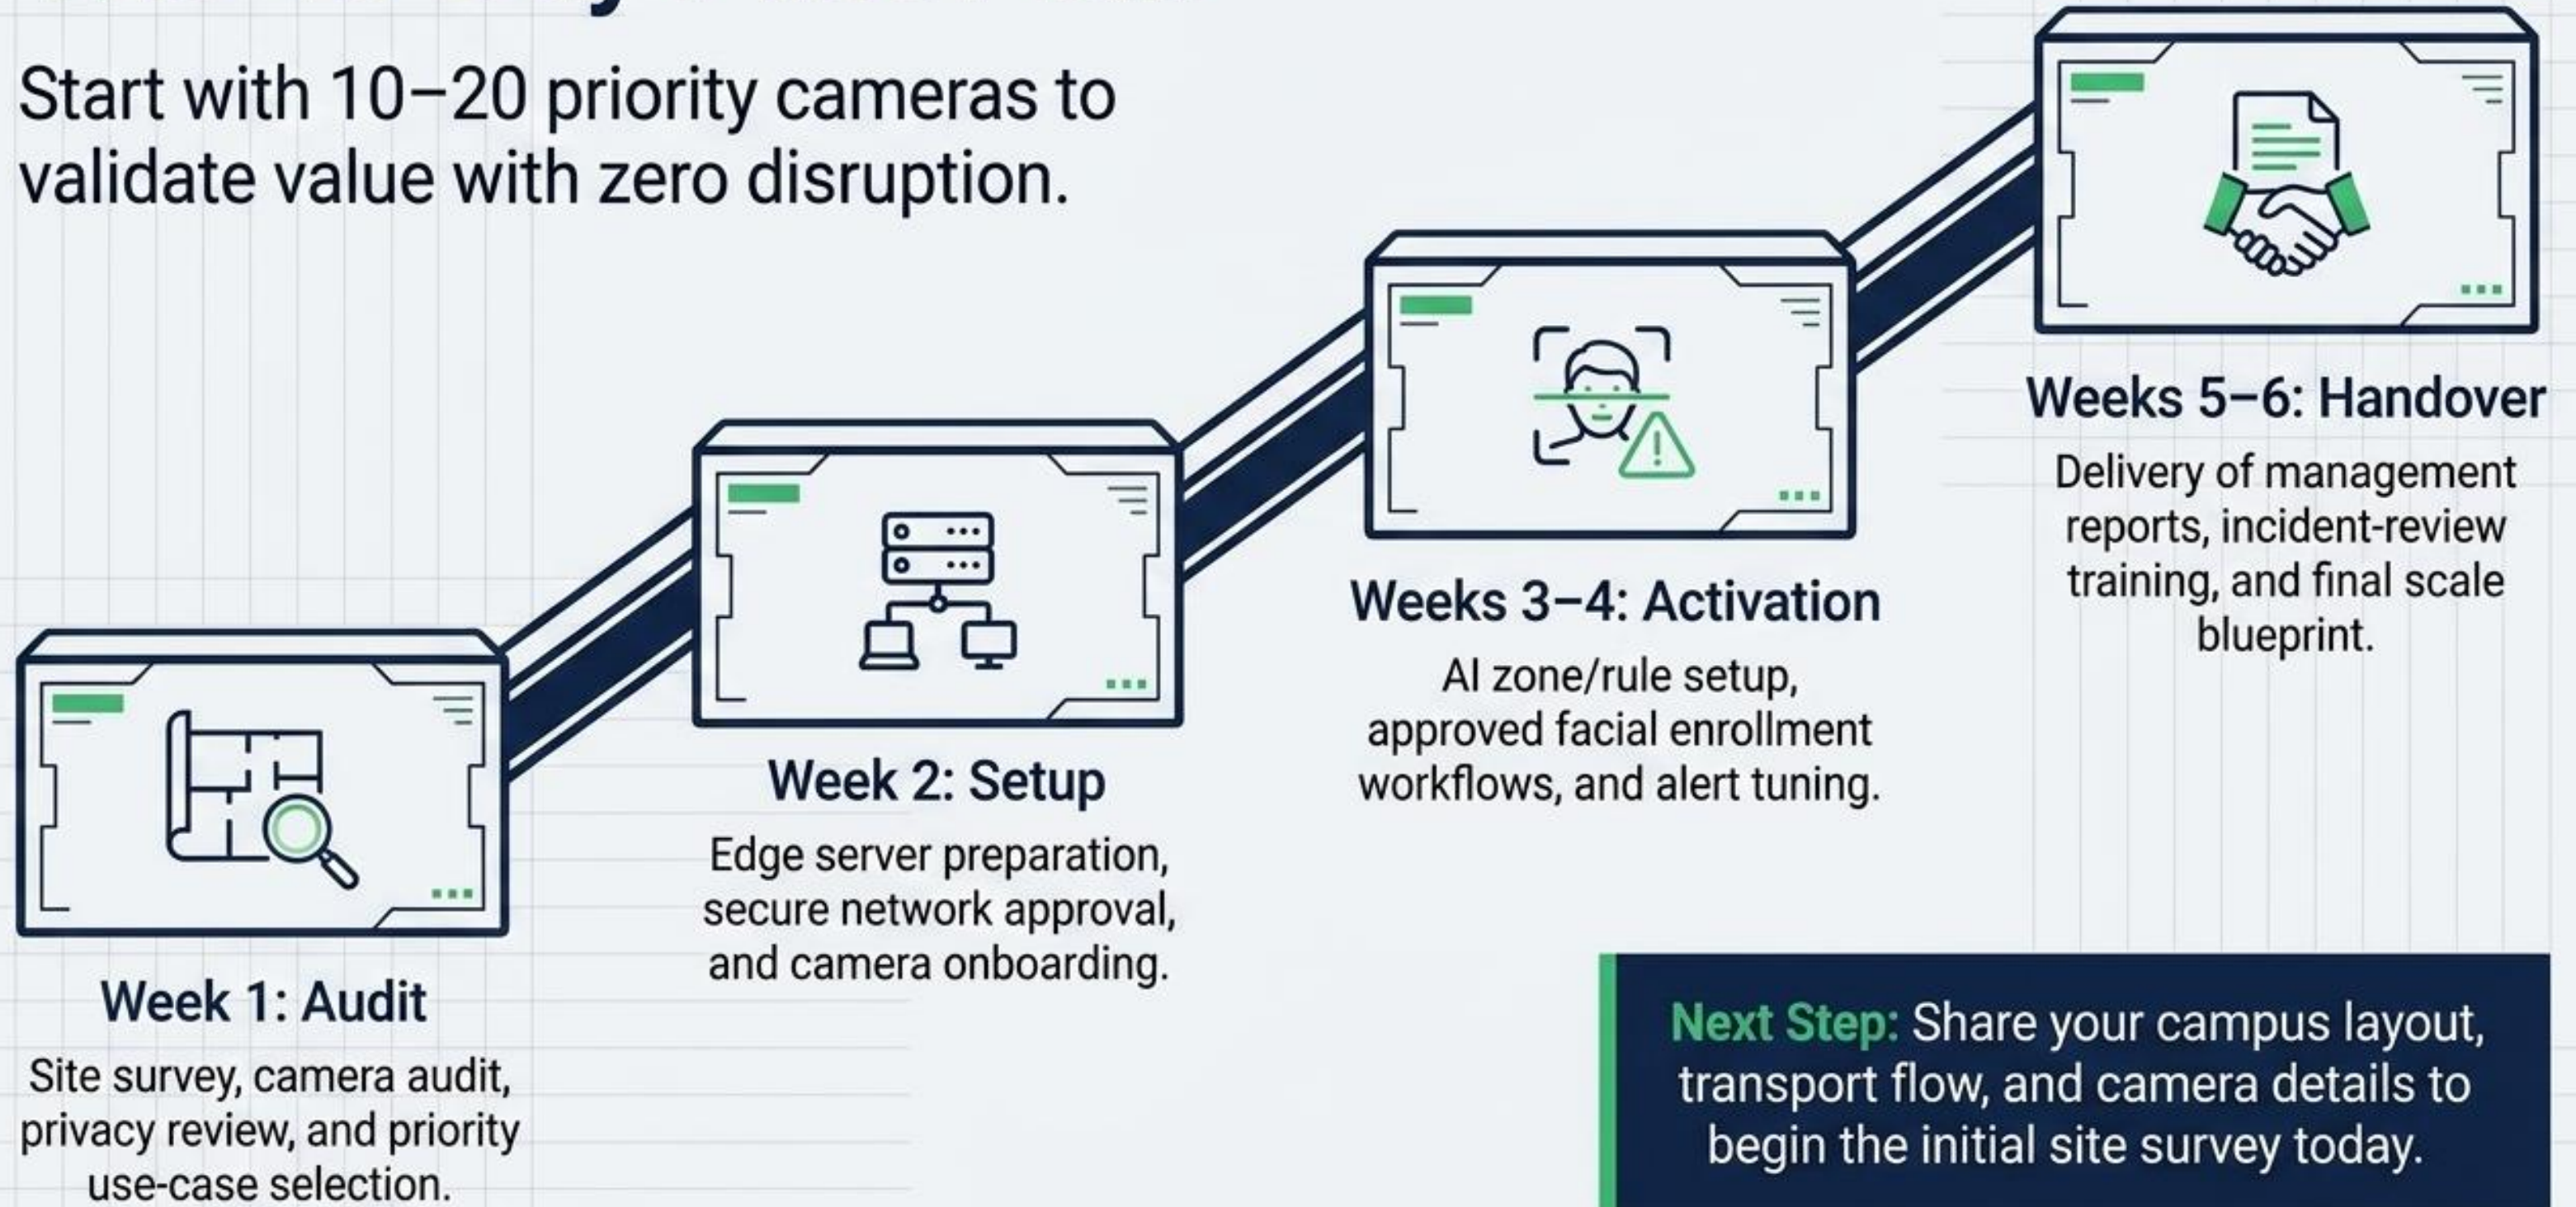 Start with 10–20 priority cameras to
validate value with zero disruption.
Week 1: Audit
Site survey, camera audit,
privacy review, and priority
use-case selection.
Week 2: Setup
Edge server preparation,
secure network approval,
and camera onboarding.
Weeks 3–4: Activation
AI zone/rule setup,
approved facial enrollment
workflows, and alert tuning.
Weeks 5–6: Handover
Delivery of management
reports, incident-review
training, and final scale
blueprint.
Next Step: Share your campus layout,
transport flow, and camera details to
begin the initial site survey today.